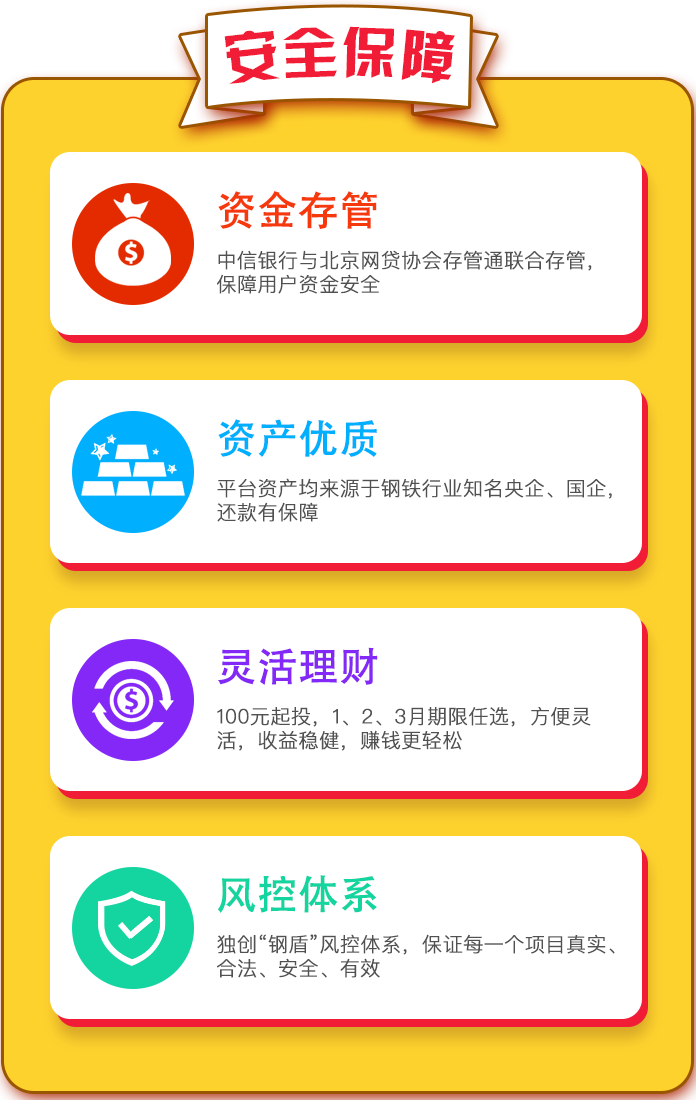 安全保障
资金存管
中信银行与北京网贷协会存管通联合存管，
保障用户资金安全
资产优质
平台资产均来源于钢铁行业知名央企、国企，
还款有保障
灵活理财
100元起投，1、2、3月期限任选，方便灵
活，收益稳健，赚钱更轻松
风控体系
独创“钢盾”风控体系，保证每一个项目真实、
合法、安全、有效